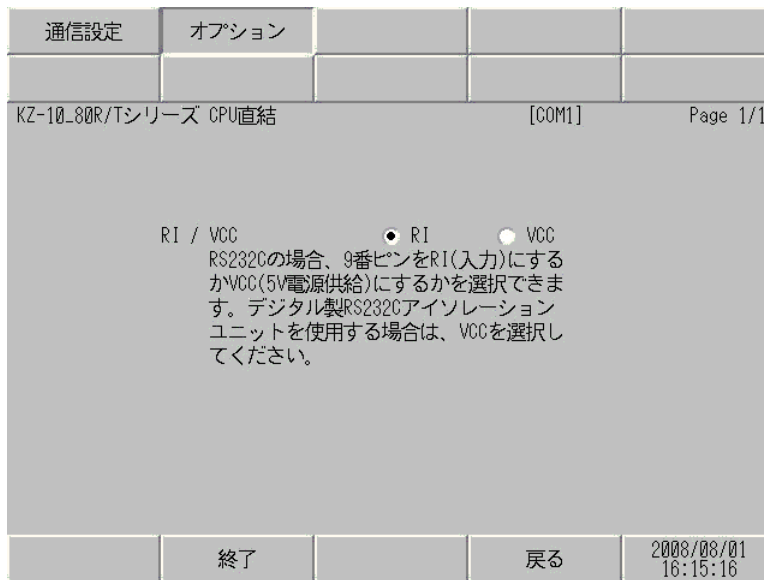 通信設定 オプション
KZ-10_80R/Tシリーズ CPU直結 [COM1] Page 1/1
RI / VCC RI VCC
RS232Cの場合、9番ピンをRI(入力)にする
かVCC(5V電源供給)にするかを選択できま
す。デジタル製RS232Cアイソレーション
ユニットを使用する場合は、VCCを選択し
てください。
終了 戻る 2008/08/01
16:15:16